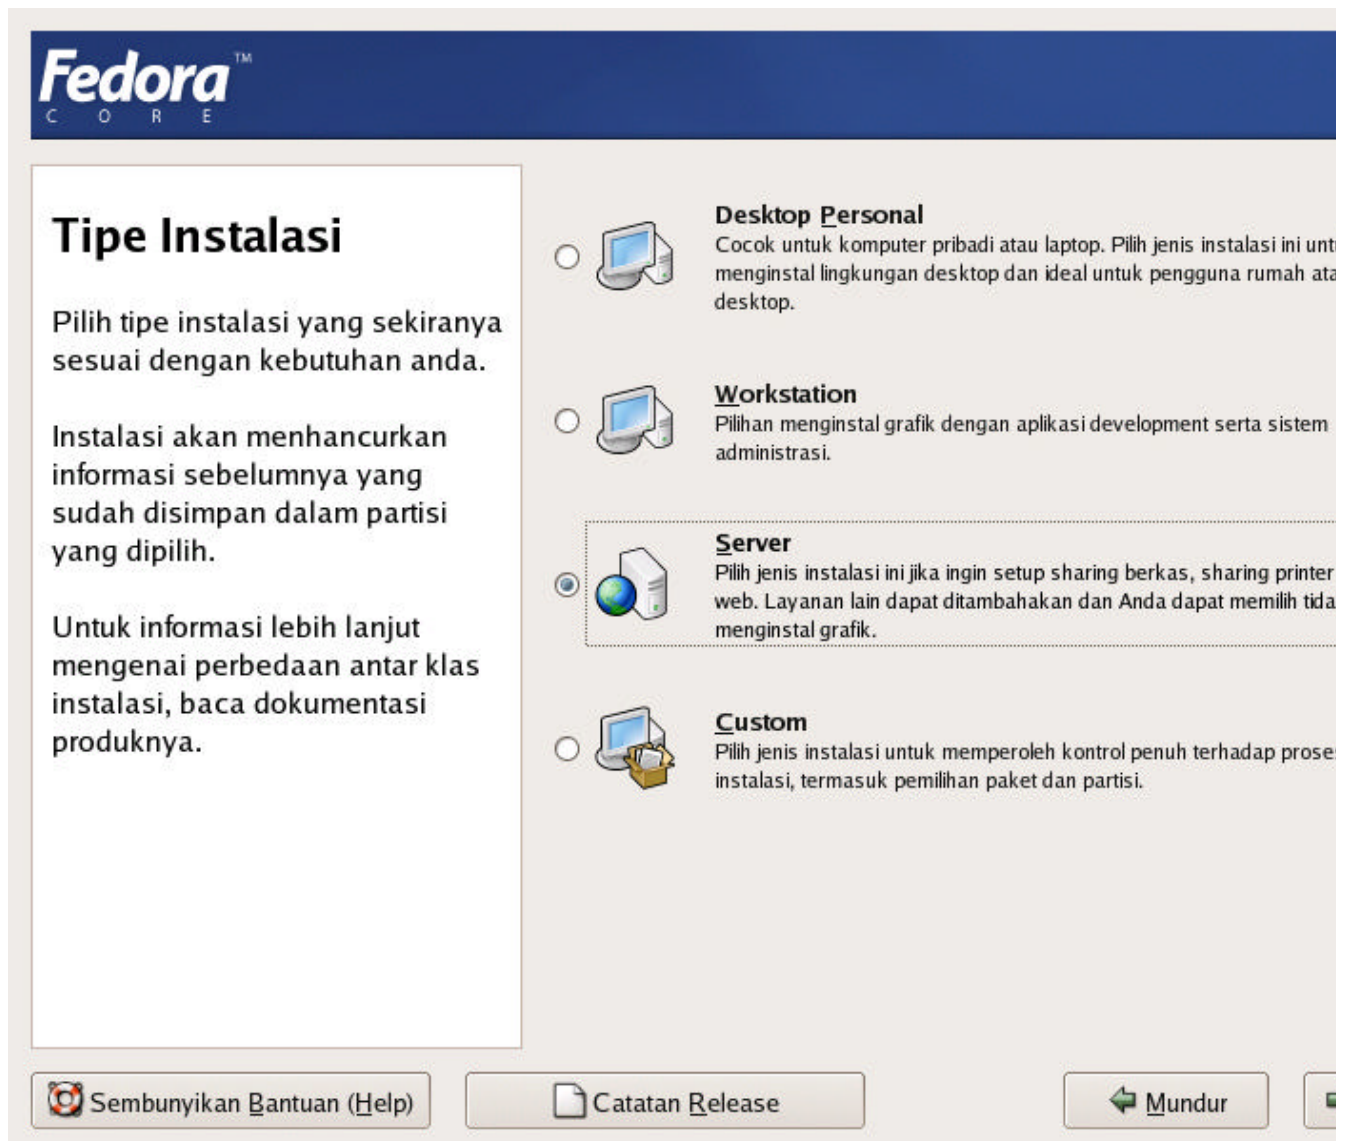 Fedora™
CORE
Tipe Instalasi
Pilih tipe instalasi yang sekiranya
sesuai dengan kebutuhan anda.
Instalasi akan menhancurkan
informasi sebelumnya yang
sudah disimpan dalam partisi
yang dipilih.
Untuk informasi lebih lanjut
mengenai perbedaan antar klas
instalasi, baca dokumentasi
produknya.
Desktop Personal
Cocok untuk komputer pribadi atau laptop. Pilih jenis instalasi ini
menginstal lingkungan desktop dan ideal untuk pengguna rumah
desktop.
Workstation
Pilihan menginstal grafik dengan aplikasi development serta sistem
administrasi.
Server
Pilih jenis instalasi ini jika ingin setup sharing berkas, sharing printer
web. Layanan lain dapat ditambahakan dan Anda dapat memilih
menginstal grafik.
Custom
Pilih jenis instalasi untuk memperoleh kontrol penuh terhadap
instalasi, termasuk pemilihan paket dan partisi.
Sembunyikan Bantuan (Help)
Catatan Release
Mundur